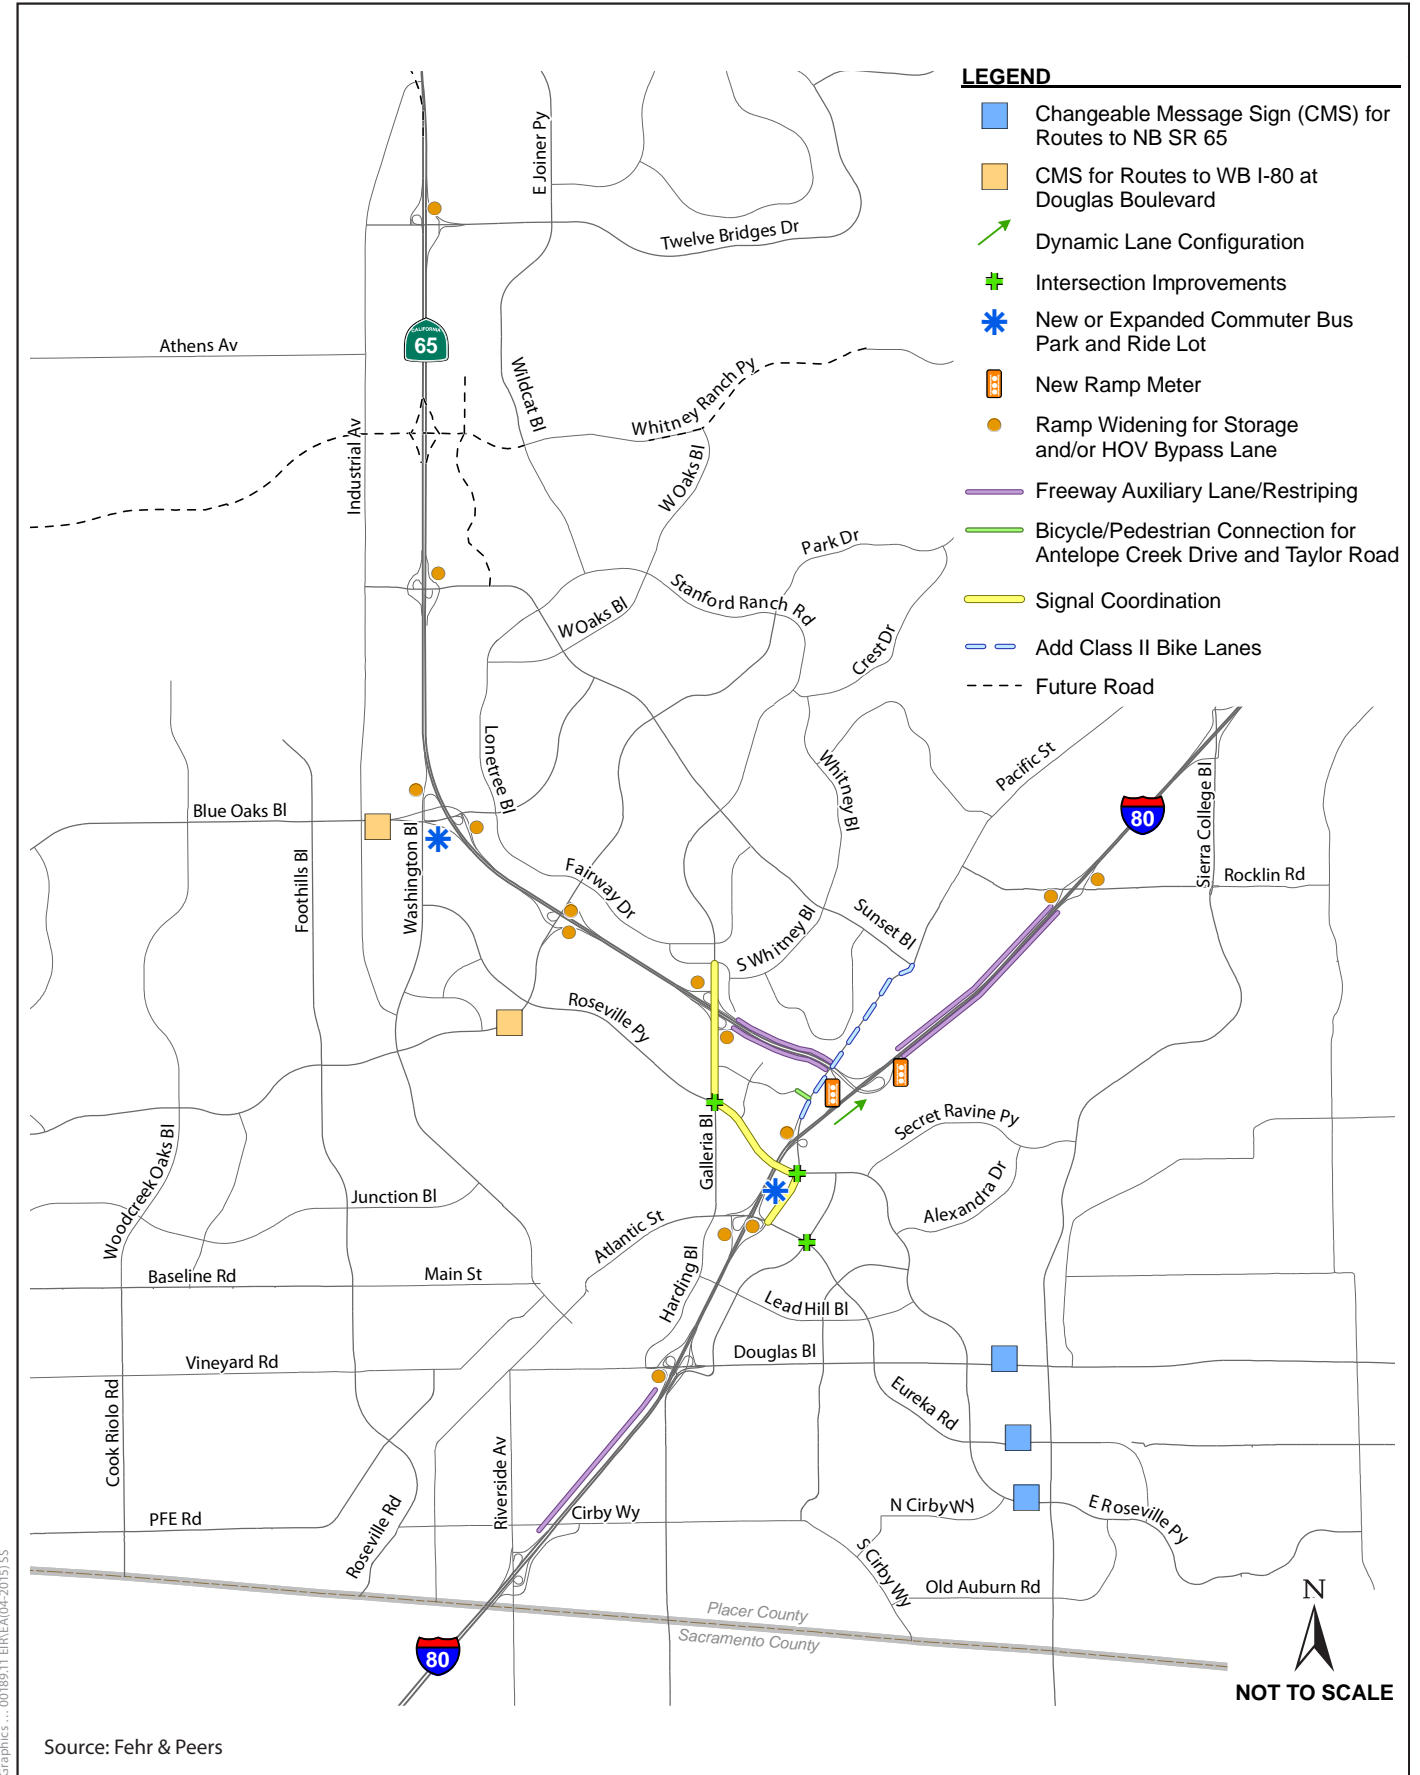 LEGEND
Changeable Message Sign (CMS) for
Routes to NB SR 65
CMS for Routes to WB I-80 at
Douglas Boulevard
Dynamic Lane Configuration
Intersection Improvements
New or Expanded Commuter Bus
Park and Ride Lot
New Ramp Meter
Ramp Widening for Storage
and/or HOV Bypass Lane
Freeway Auxiliary Lane/Restriping
Bicycle/Pedestrian Connection for
Antelope Creek Drive and Taylor Road
Signal Coordination
Add Class II Bike Lanes
Future Road
E Joiner Py
Twelve Bridges Dr
Athens Av
CALIFORNIA
65
Wildcat Bl
Whitney Ranch Py
Industrial Av
W Oaks Bl
Park Dr
Stanford Ranch Rd
W Oaks Bl
Crest Dr
Lonetree Bl
Whitney Bl
Pacific St
Sierra College Bl
80
Blue Oaks Bl
Washington Bl
Foothills Bl
Fairway Dr
Rocklin Rd
Sunset Bl
S Whitney Bl
Roseville Py
Secret Ravine Py
Galleria Bl
Woodcreek Oaks Bl
Junction Bl
Alexandra Dr
Atlantic St
Baseline Rd
Main St
Harding Bl
Lead Hill Bl
Vineyard Rd
Douglas Bl
Eureka Rd
Cook Riolo Rd
Riverside Av
PFE Rd
Roseville Rd
Cirby Wy
N Cirby Wy
E Roseville Py
S Cirby Wy
Old Auburn Rd
Placer County
Sacramento County
80
N
NOT TO SCALE
Source: Fehr & Peers
Graphics ... 00189.11 EIR\EA(04-2015) SS